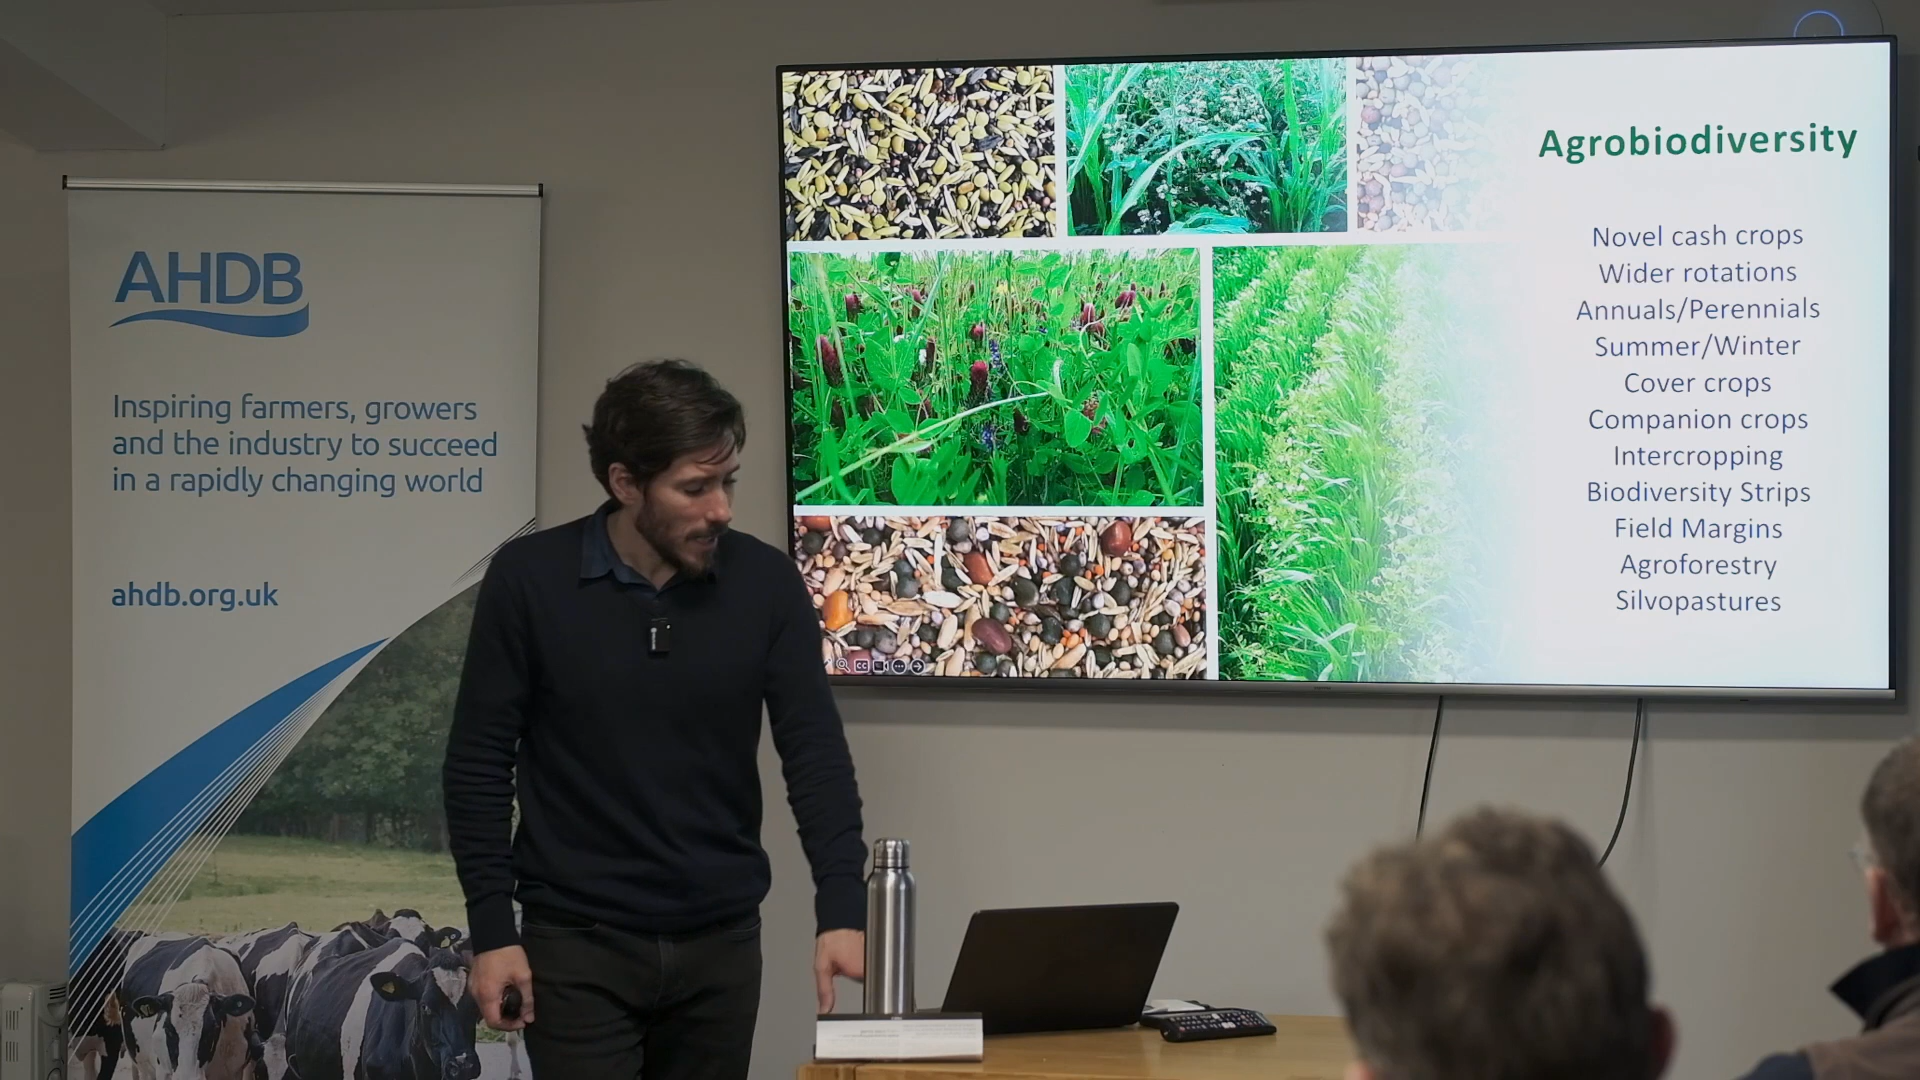 AHDB
Inspiring farmers, growers
and the industry to succeed
in a rapidly changing world
ahdb.org.uk
Agrobiodiversity
Novel cash crops
Wider rotations
Annuals/Perennials
Summer/Winter
Cover crops
Companion crops
Intercropping
Biodiversity Strips
Field Margins
Agroforestry
Silvopastures
CC